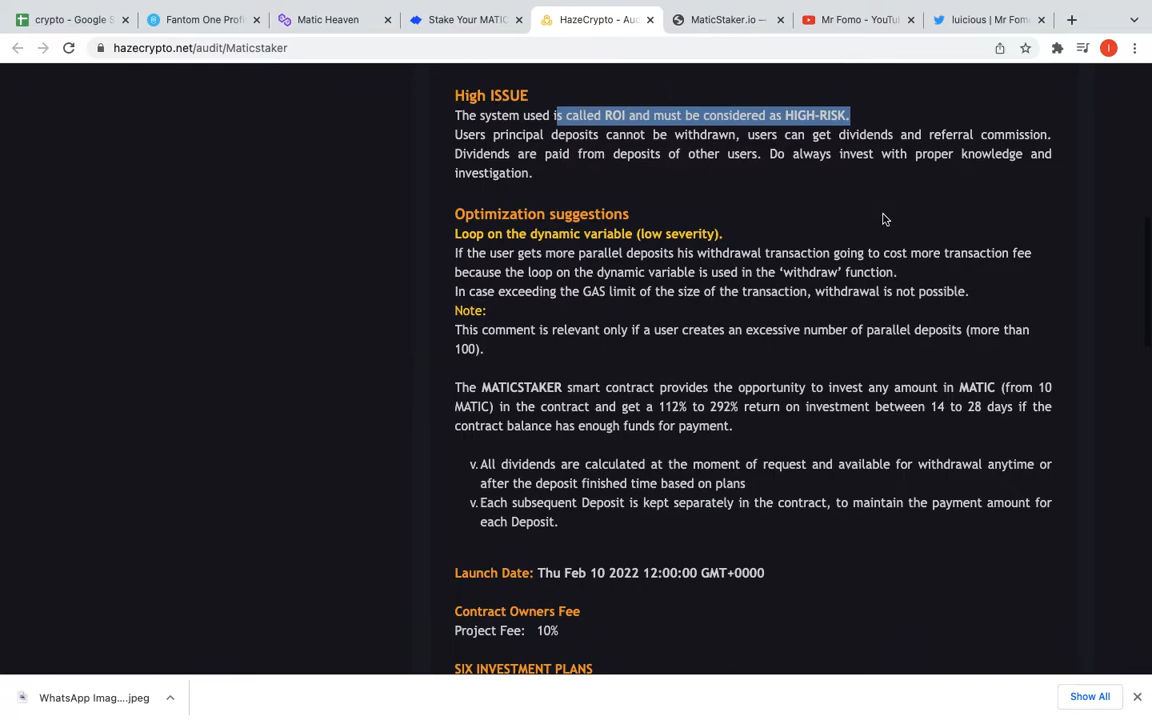 crypto - Google S
Fantom One Profi
Matic Heaven
Stake Your MATIC
HazeCrypto - Aud
MaticStaker.io —
Mr Fomo - YouTu
luicious | Mr Fom
hazecrypto.net/audit/Maticstaker
I
High ISSUE
The system used is called ROI and must be considered as HIGH-RISK.
Users principal deposits cannot be withdrawn, users can get dividends and referral commission.
Dividends are paid from deposits of other users. Do always invest with proper knowledge and
investigation.
Optimization suggestions
Loop on the dynamic variable (low severity).
If the user gets more parallel deposits his withdrawal transaction going to cost more transaction fee
because the loop on the dynamic variable is used in the ‘withdraw’ function.
In case exceeding the GAS limit of the size of the transaction, withdrawal is not possible.
Note:
This comment is relevant only if a user creates an excessive number of parallel deposits (more than
100).
The MATICSTAKER smart contract provides the opportunity to invest any amount in MATIC (from 10
MATIC) in the contract and get a 112% to 292% return on investment between 14 to 28 days if the
contract balance has enough funds for payment.
v. All dividends are calculated at the moment of request and available for withdrawal anytime or
after the deposit finished time based on plans
v. Each subsequent Deposit is kept separately in the contract, to maintain the payment amount for
each Deposit.
Launch Date: Thu Feb 10 2022 12:00:00 GMT+0000
Contract Owners Fee
Project Fee: 10%
SIX INVESTMENT PLANS
WhatsApp Imag....jpeg
Show All